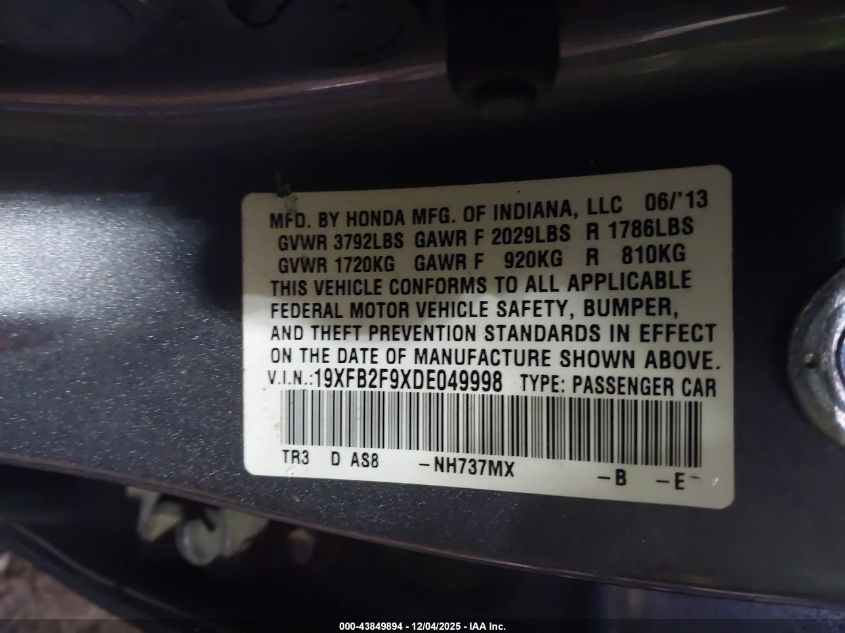 MFD. BY HONDA MFG. OF INDIANA, LLC 06/'13
GVWR 3792LBS GAWR F 2029LBS R 1786LBS
GVWR 1720KG GAWR F 920KG R 810KG
THIS VEHICLE CONFORMS TO ALL APPLICABLE
FEDERAL MOTOR VEHICLE SAFETY, BUMPER,
AND THEFT PREVENTION STANDARDS IN EFFECT
ON THE DATE OF MANUFACTURE SHOWN ABOVE.
V.I.N.:19XFB2F9XDE049998 TYPE: PASSENGER CAR
TR3 D AS8 -NH737MX -B -E
000-43849894 - 12/04/2025 - IAA Inc.